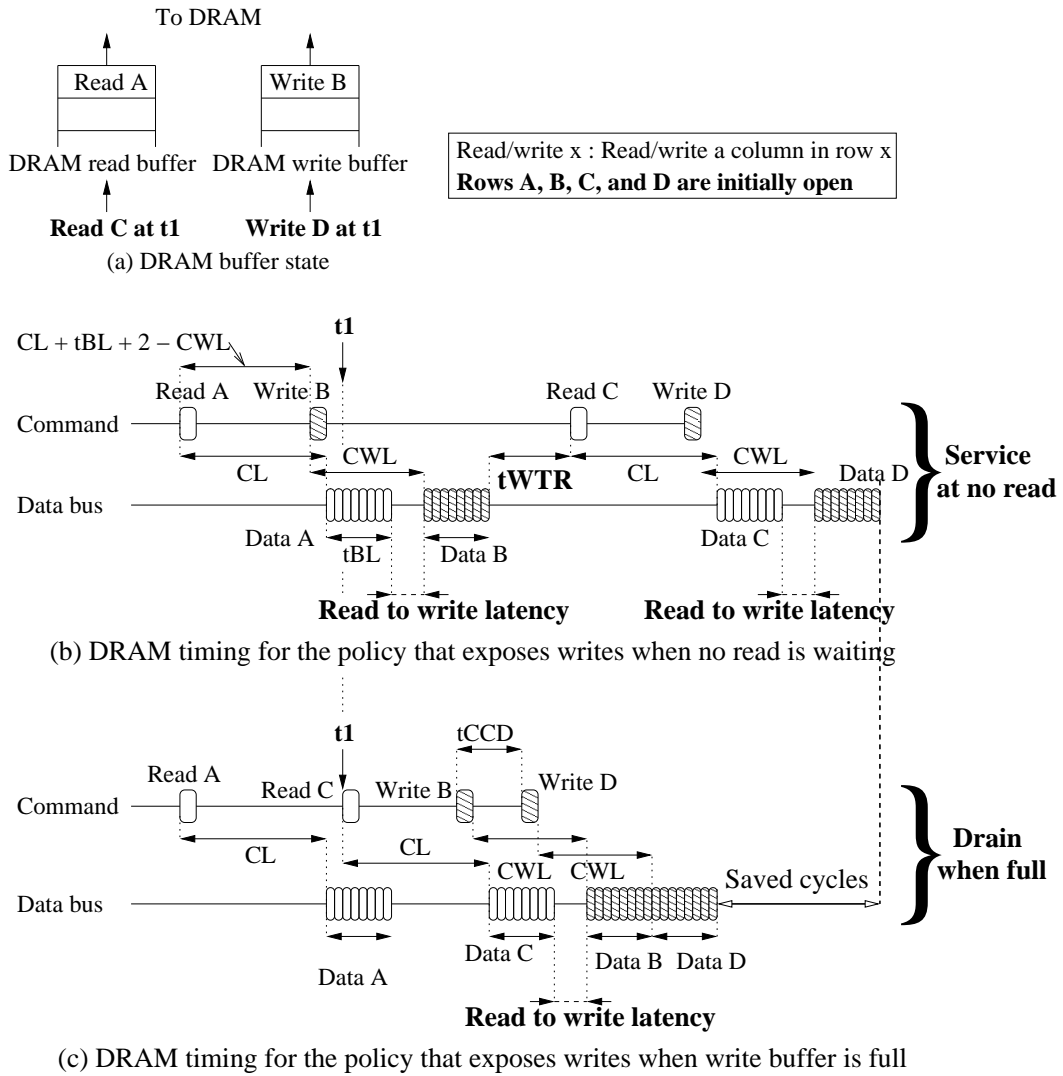 To DRAM
Read A
Write B
DRAM read buffer
DRAM write buffer
Read C at t1
Write D at t1
Read/write x : Read/write a column in row x
Rows A, B, C, and D are initially open
(a) DRAM buffer state
t1
CL + tBL + 2 − CWL
Read A
Write B
Read C
Write D
Command
CL
CWL
tWTR
CL
CWL
Data D
Service
at no read
Data bus
Data A
tBL
Data B
Data C
Read to write latency
Read to write latency
(b) DRAM timing for the policy that exposes writes when no read is waiting
t1
tCCD
Read A
Read C
Write B
Write D
Command
CL
CL
CWL
CWL
Drain
when full
Saved cycles
Data bus
Data A
Data C
Data B
Data D
Read to write latency
(c) DRAM timing for the policy that exposes writes when write buffer is full